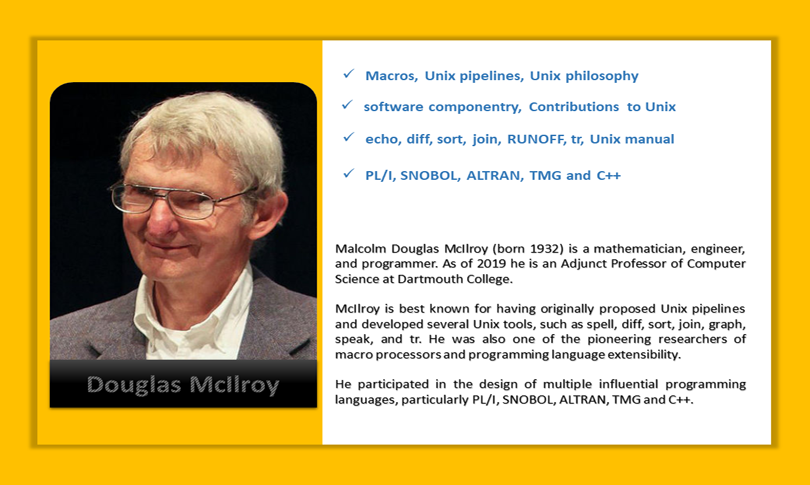 Macros, Unix pipelines, Unix philosophy
software componentry, Contributions to Unix
echo, diff, sort, join, RUNOFF, tr, Unix manual
PL/I, SNOBOL, ALTRAN, TMG and C++
Malcolm Douglas McIlroy (born 1932) is a mathematician, engineer,
and programmer. As of 2019 he is an Adjunct Professor of Computer
Science at Dartmouth College.
McIlroy is best known for having originally proposed Unix pipelines
and developed several Unix tools, such as spell, diff, sort, join, graph,
speak, and tr. He was also one of the pioneering researchers of
macro processors and programming language extensibility.
He participated in the design of multiple influential programming
languages, particularly PL/I, SNOBOL, ALTRAN, TMG and C++.
Douglas McIlroy